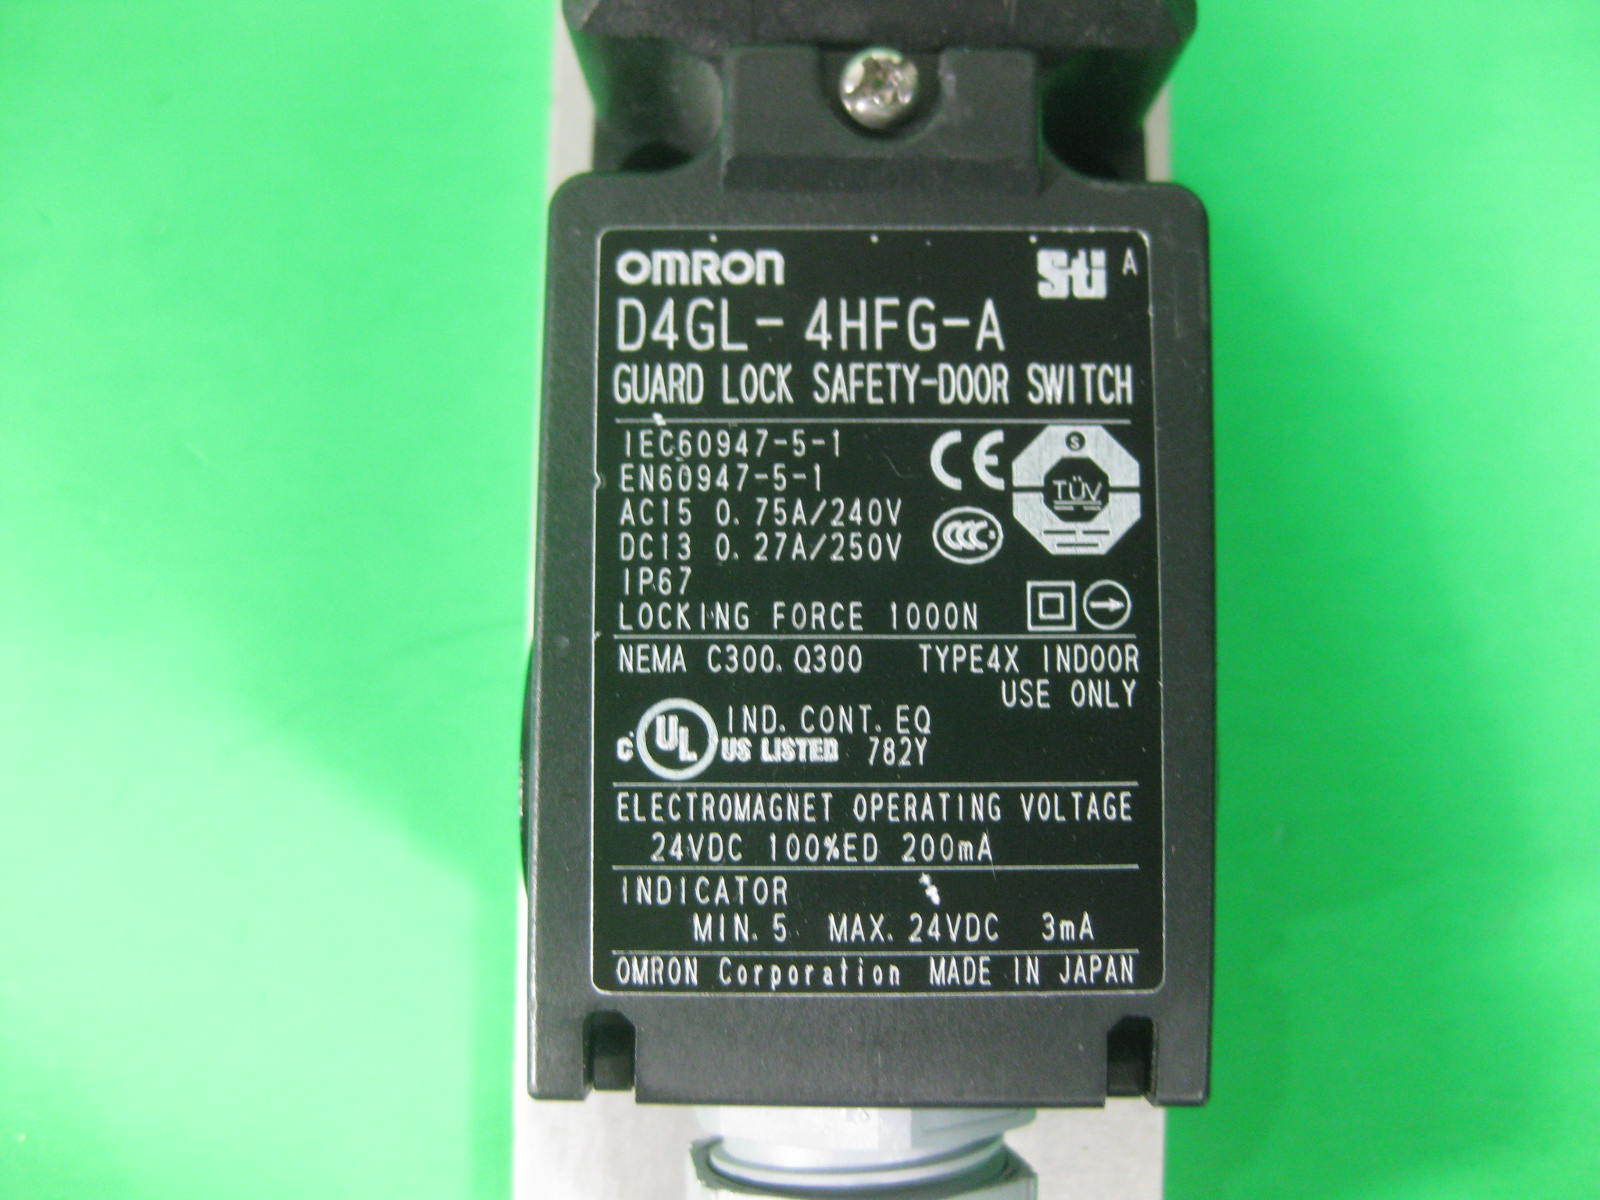 OMRON
Sti A
D4GL- 4HFG-A
GUARD LOCK SAFETY-DOOR SWITCH
IEC60947-5-1
EN60947-5-1
AC15 0.75A/240V
DC13 0.27A/250V
IP67
LOCKING FORCE 1000N
CE
S
TÜV
CCC
NEMA C300. Q300 TYPE4X INDOOR
USE ONLY
IND. CONT. EQ
c UL US LISTED 782Y
ELECTROMAGNET OPERATING VOLTAGE
24VDC 100%ED 200mA
INDICATOR
MIN. 5 MAX. 24VDC 3mA
OMRON Corporation MADE IN JAPAN